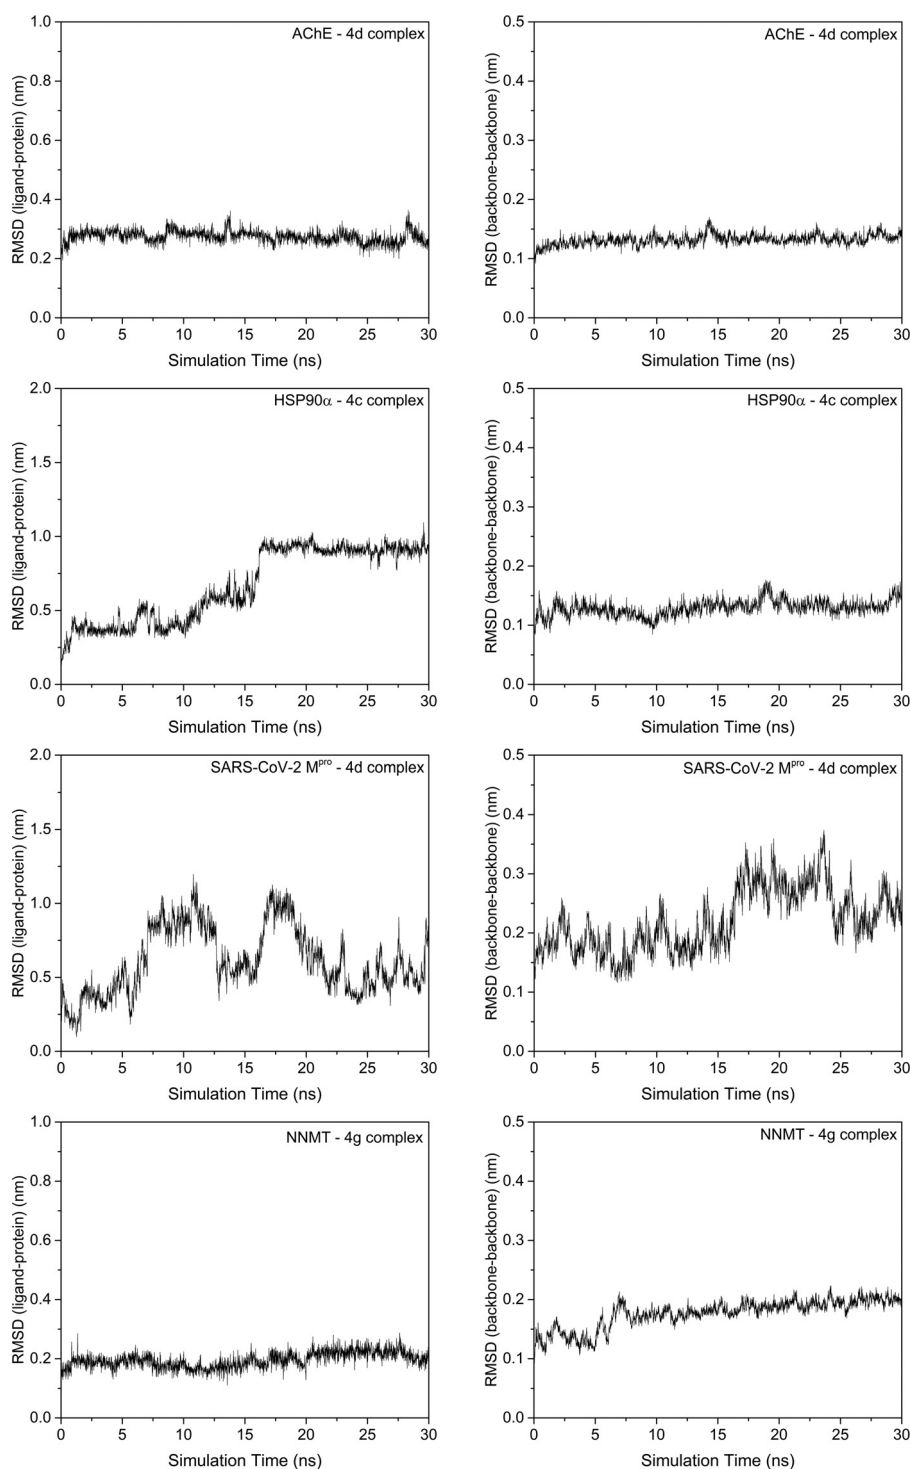 AChE - 4d complex
RMSD (ligand-protein) (nm)
1.0
0.8
0.6
0.4
0.2
0.0
0 5 10 15 20 25 30
Simulation Time (ns)
AChE - 4d complex
RMSD (backbone-backbone) (nm)
0.5
0.4
0.3
0.2
0.1
0.0
0 5 10 15 20 25 30
Simulation Time (ns)
HSP90α - 4c complex
RMSD (ligand-protein) (nm)
2.0
1.5
1.0
0.5
0.0
0 5 10 15 20 25 30
Simulation Time (ns)
HSP90α - 4c complex
RMSD (backbone-backbone) (nm)
0.5
0.4
0.3
0.2
0.1
0.0
0 5 10 15 20 25 30
Simulation Time (ns)
SARS-CoV-2 Mᵖʳᵒ - 4d complex
RMSD (ligand-protein) (nm)
2.0
1.5
1.0
0.5
0.0
0 5 10 15 20 25 30
Simulation Time (ns)
SARS-CoV-2 Mᵖʳᵒ - 4d complex
RMSD (backbone-backbone) (nm)
0.5
0.4
0.3
0.2
0.1
0.0
0 5 10 15 20 25 30
Simulation Time (ns)
NNMT - 4g complex
RMSD (ligand-protein) (nm)
1.0
0.8
0.6
0.4
0.2
0.0
0 5 10 15 20 25 30
Simulation Time (ns)
NNMT - 4g complex
RMSD (backbone-backbone) (nm)
0.5
0.4
0.3
0.2
0.1
0.0
0 5 10 15 20 25 30
Simulation Time (ns)